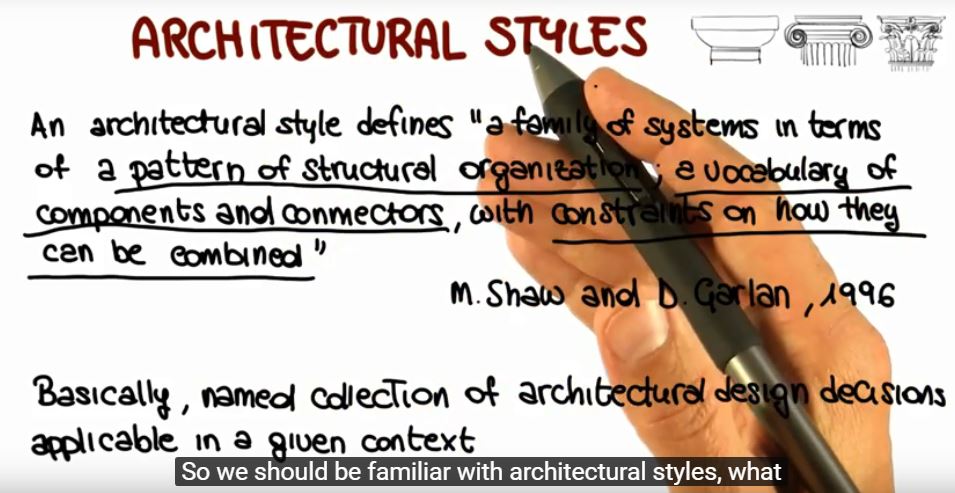 ARCHITECTURAL STYLES
An architectural style defines "a family of systems in terms
of a pattern of structural organization; a vocabulary of
components and connectors, with constraints on how they
can be combined"
M. Shaw and D. Garlan, 1996
Basically, named collection of architectural design decisions
applicable in a given context
So we should be familiar with architectural styles, what